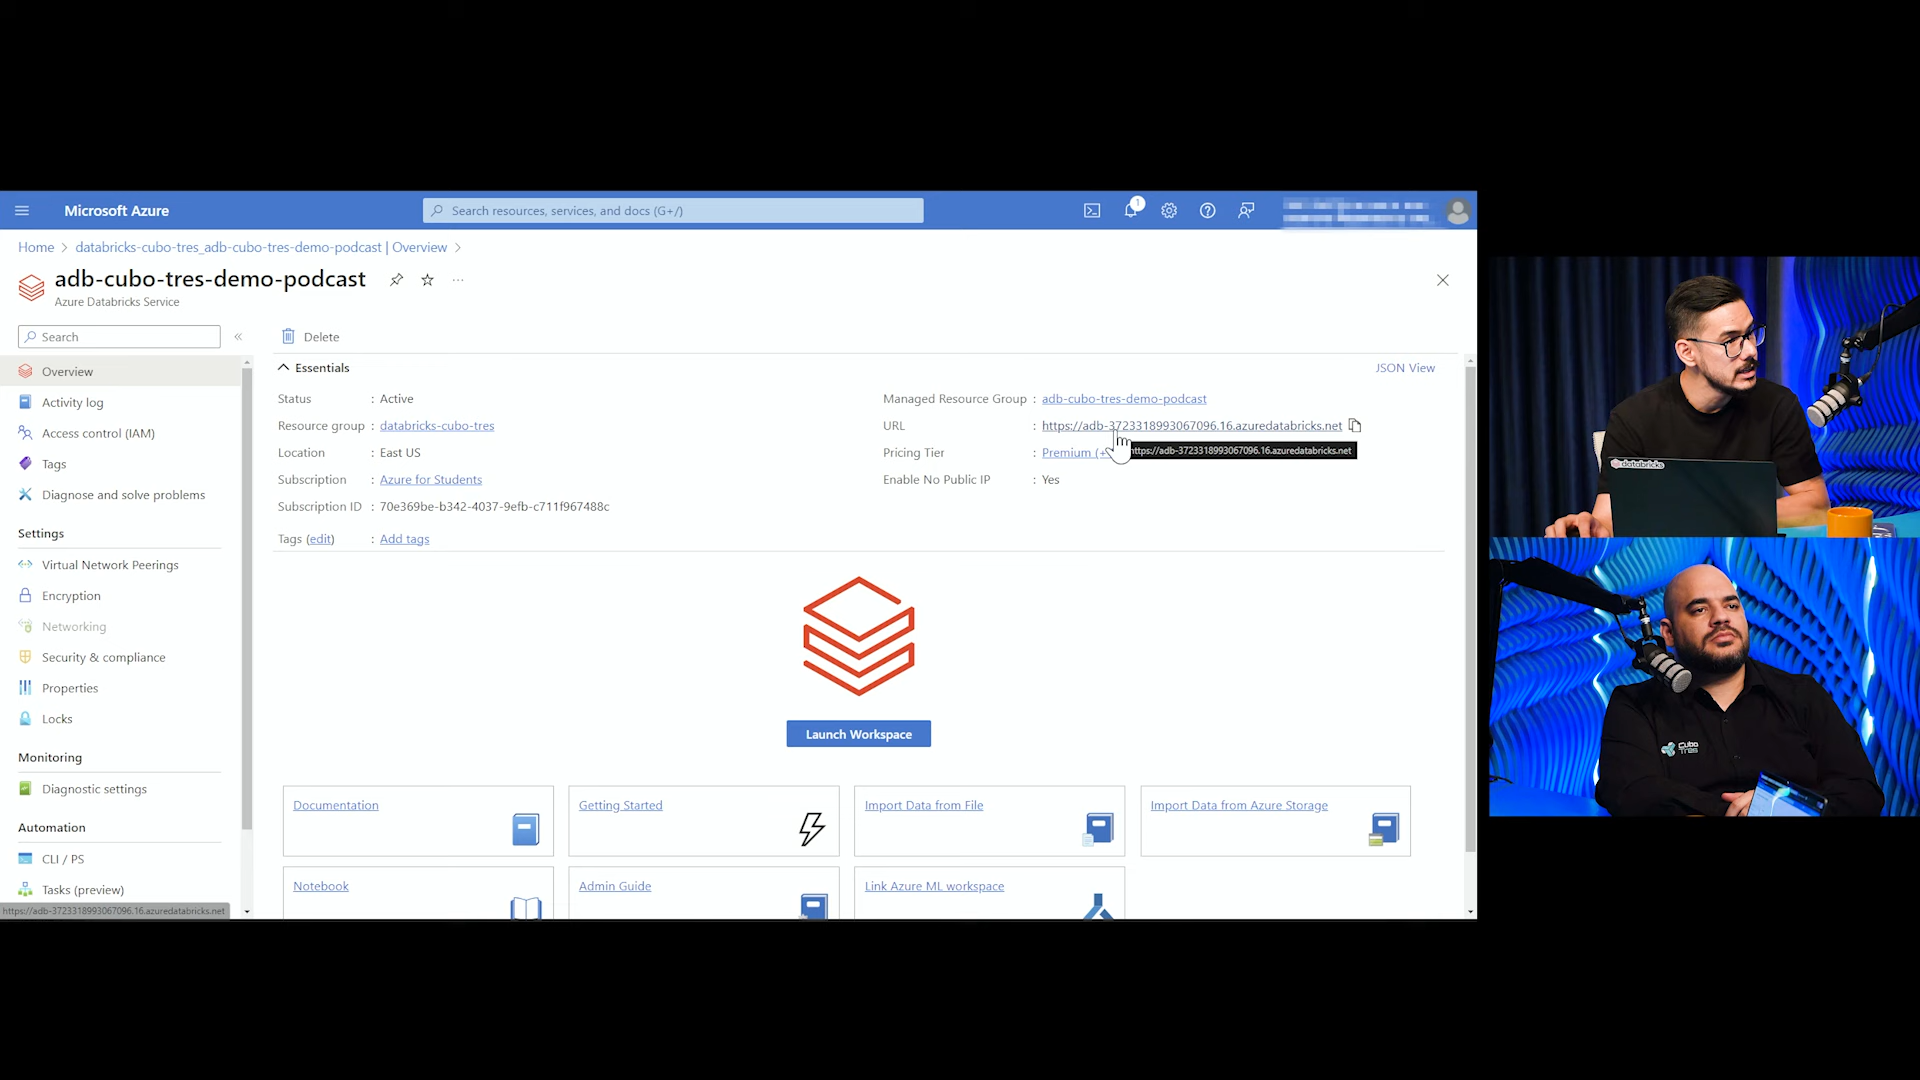 Microsoft Azure
Search resources, services, and docs (G+/)
1
Home > databricks-cubo-tres_adb-cubo-tres-demo-podcast | Overview >
adb-cubo-tres-demo-podcast
Azure Databricks Service
Search
Overview
Activity log
Access control (IAM)
Tags
Diagnose and solve problems
Settings
Virtual Network Peerings
Encryption
Networking
Security & compliance
Properties
Locks
Monitoring
Diagnostic settings
Automation
CLI / PS
Tasks (preview)
https://adb-3723318993067096.16.azuredatabricks.net
Delete
Essentials
JSON View
Status : Active
Resource group : databricks-cubo-tres
Location : East US
Subscription : Azure for Students
Subscription ID : 70e369be-b342-4037-9efb-c711f967488c
Tags (edit) : Add tags
Managed Resource Group : adb-cubo-tres-demo-podcast
URL : https://adb-3723318993067096.16.azuredatabricks.net
Pricing Tier : Premium (+
https://adb-3723318993067096.16.azuredatabricks.net
Enable No Public IP : Yes
Launch Workspace
Documentation
Getting Started
Import Data from File
Import Data from Azure Storage
Notebook
Admin Guide
Link Azure ML workspace
databricks
Cubo
Tres